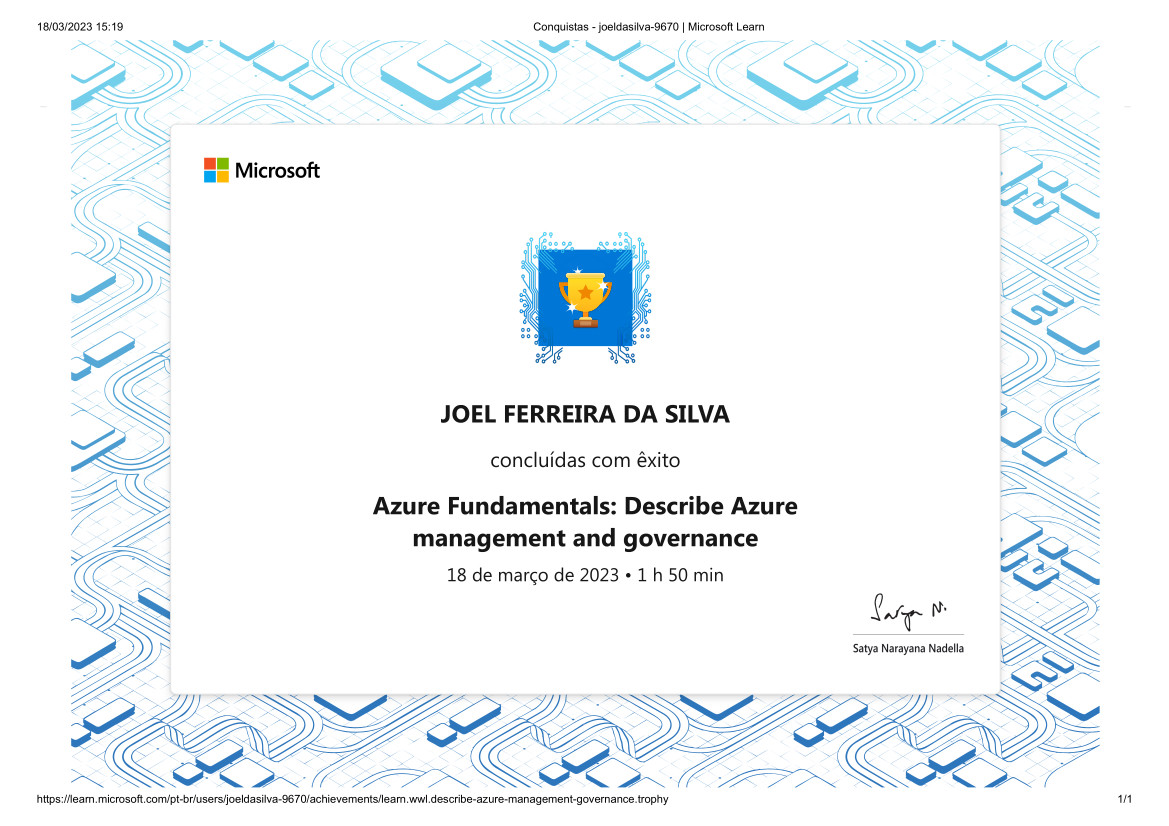 18/03/2023 15:19
Conquistas - joeldasilva-9670 | Microsoft Learn
Microsoft
JOEL FERREIRA DA SILVA
concluídas com êxito
Azure Fundamentals: Describe Azure
management and governance
18 de março de 2023 • 1 h 50 min
Satya N.
Satya Narayana Nadella
https://learn.microsoft.com/pt-br/users/joeldasilva-9670/achievements/learn.wwl.describe-azure-management-governance.trophy
1/1